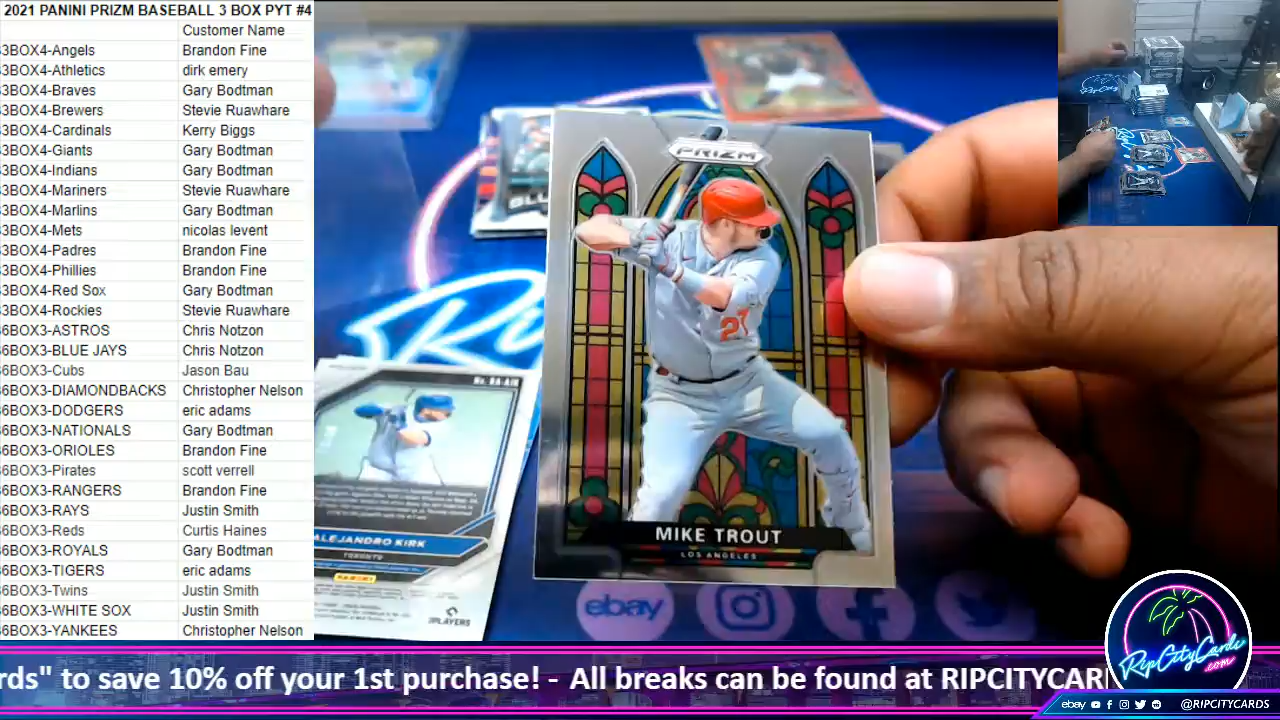 2021 PANINI PRIZM BASEBALL 3 BOX PYT #4
Customer Name
3BOX4-Angels Brandon Fine
3BOX4-Athletics dirk emery
3BOX4-Braves Gary Bodtman
3BOX4-Brewers Stevie Ruawhare
3BOX4-Cardinals Kerry Biggs
3BOX4-Giants Gary Bodtman
3BOX4-Indians Gary Bodtman
3BOX4-Mariners Stevie Ruawhare
3BOX4-Marlins Gary Bodtman
3BOX4-Mets nicolas levent
3BOX4-Padres Brandon Fine
3BOX4-Phillies Brandon Fine
3BOX4-Red Sox Gary Bodtman
3BOX4-Rockies Stevie Ruawhare
6BOX3-ASTROS Chris Notzon
6BOX3-BLUE JAYS Chris Notzon
6BOX3-Cubs Jason Bau
6BOX3-DIAMONDBACKS Christopher Nelson
6BOX3-DODGERS eric adams
6BOX3-NATIONALS Gary Bodtman
6BOX3-ORIOLES Brandon Fine
6BOX3-Pirates scott verrell
6BOX3-RANGERS Brandon Fine
6BOX3-RAYS Justin Smith
6BOX3-Reds Curtis Haines
6BOX3-ROYALS Gary Bodtman
6BOX3-TIGERS eric adams
6BOX3-Twins Justin Smith
6BOX3-WHITE SOX Justin Smith
6BOX3-YANKEES Christopher Nelson
PRIZM
27
MIKE TROUT
LOS ANGELES
No. BA-AIK
ALEJANDRO KIRK
TORONTO
PANINI
PLAYERS
ebay
RipCityCards
.com
rds" to save 10% off your 1st purchase! - All breaks can be found at RIPCITYCAR
ebay @RIPCITYCARDS